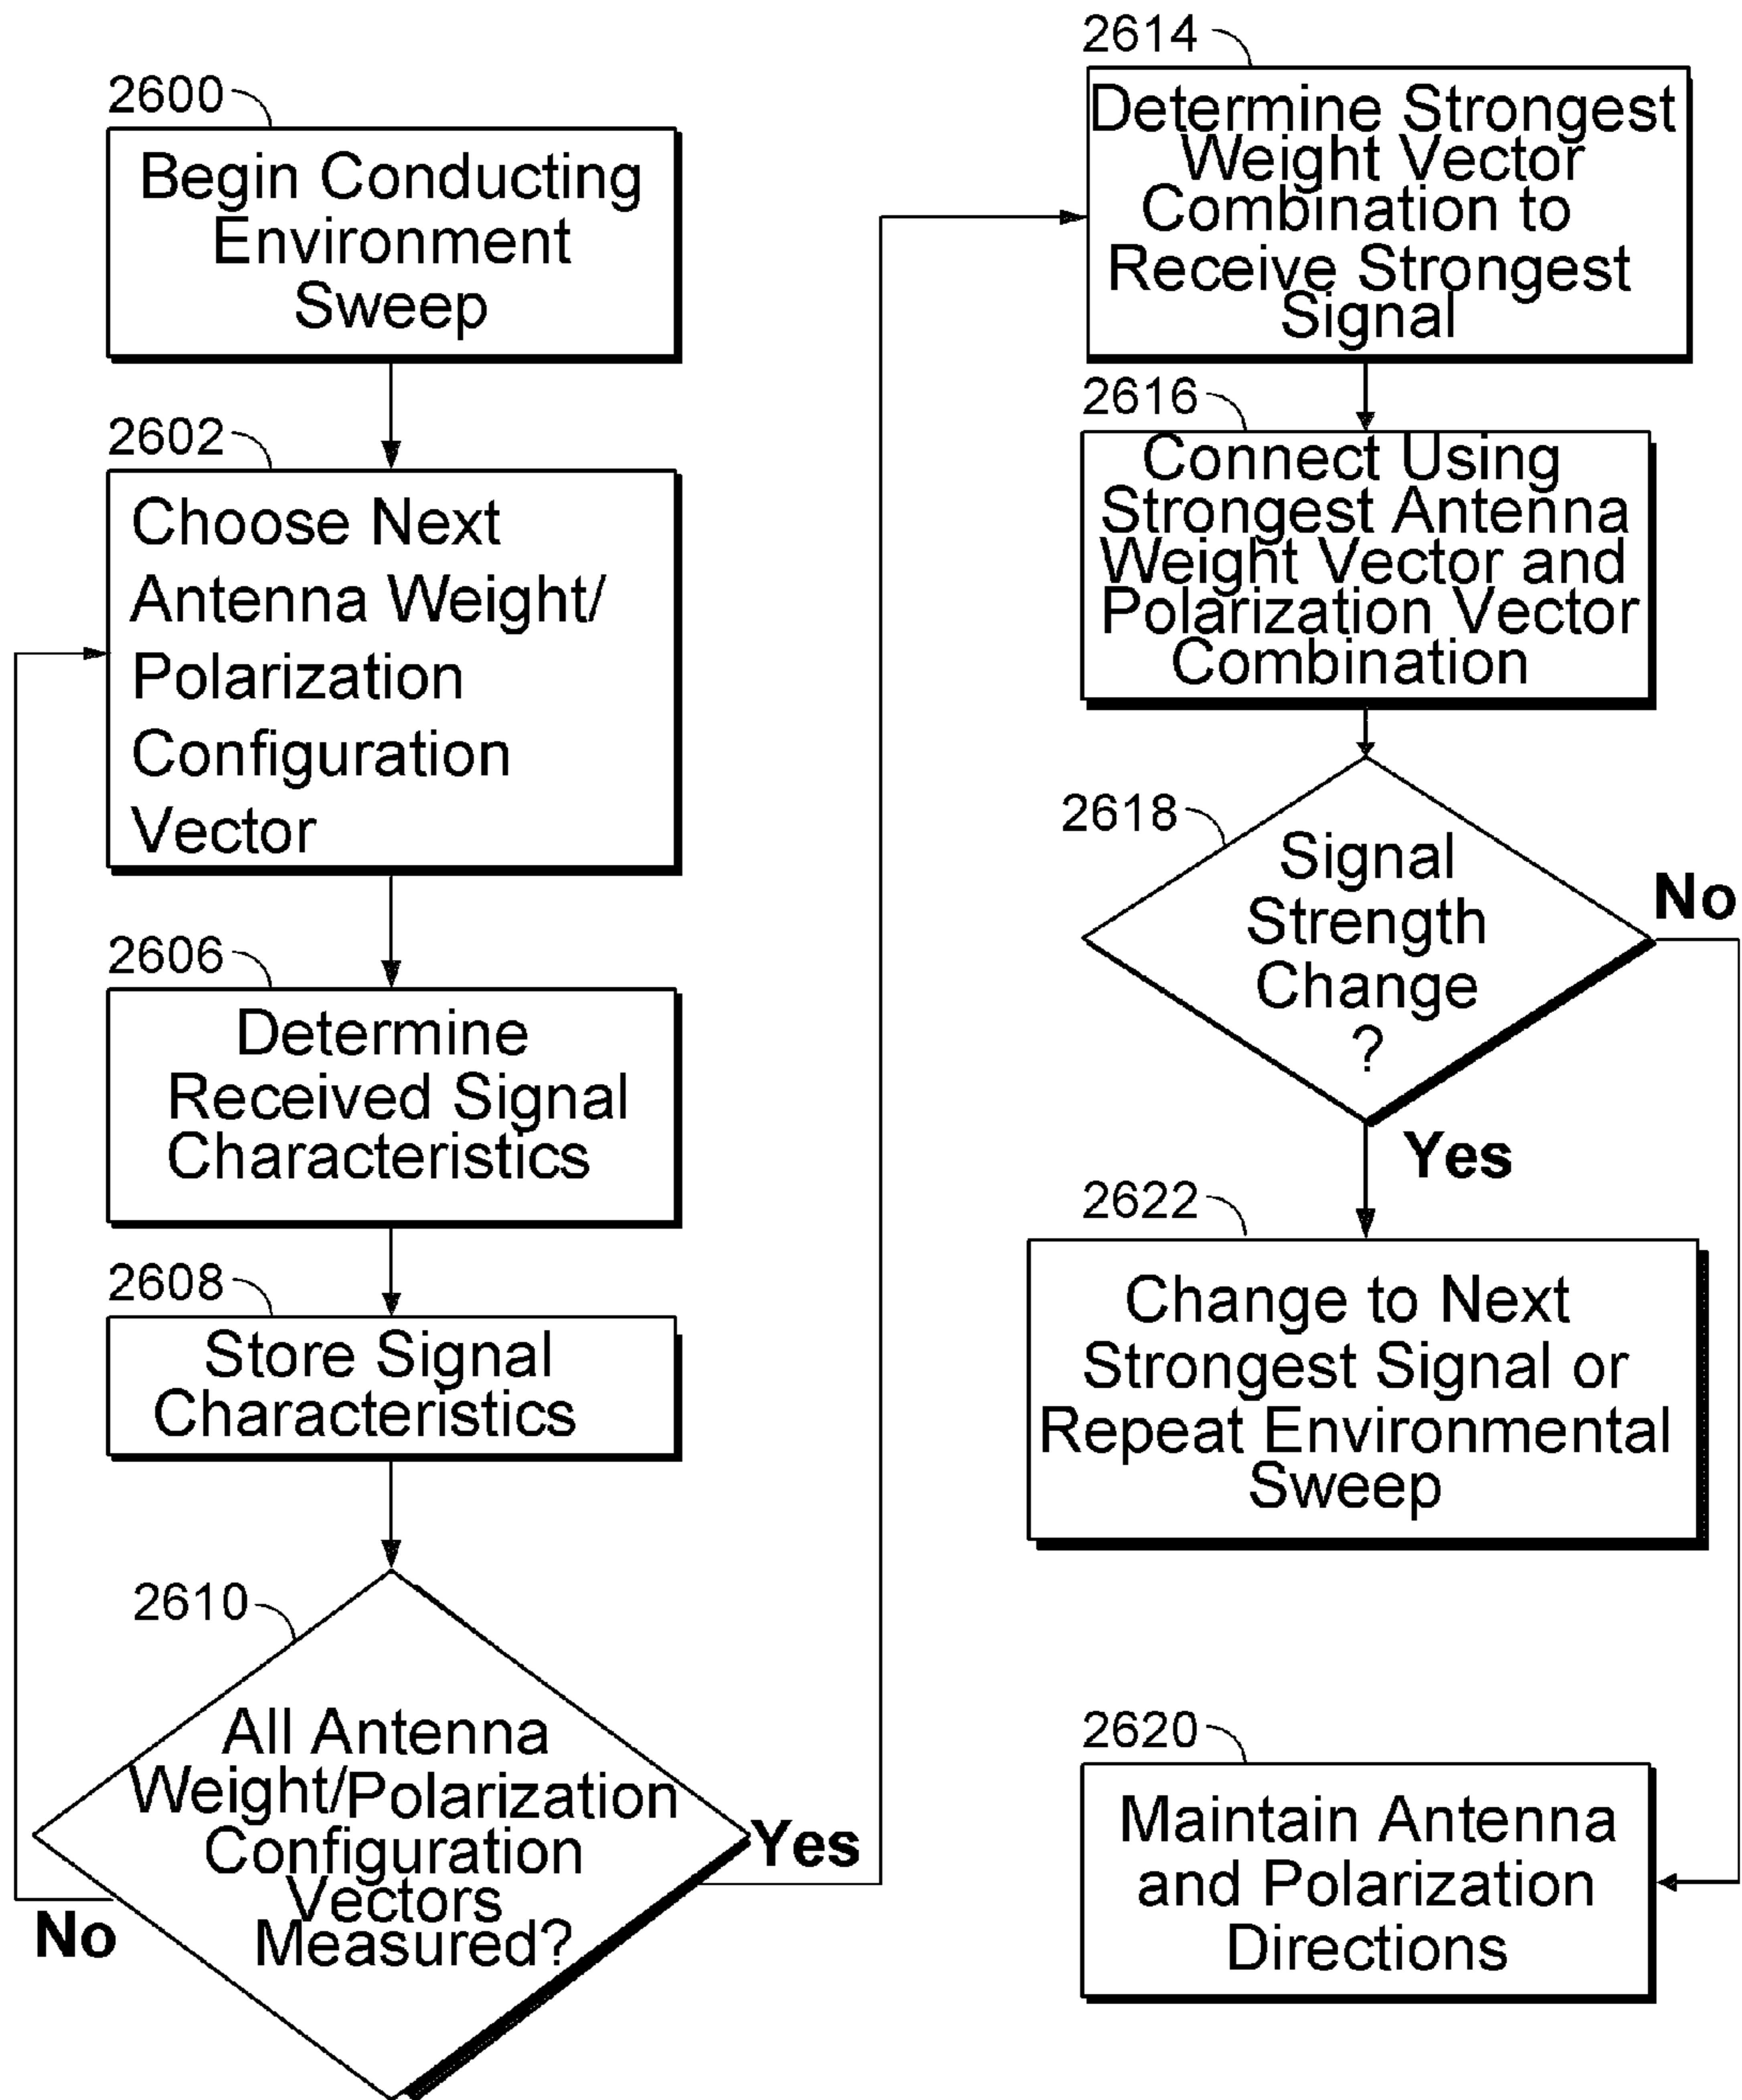 2600
Begin Conducting
Environment
Sweep
2602
Choose Next
Antenna Weight/
Polarization
Configuration
Vector
2606
Determine
Received Signal
Characteristics
2608
Store Signal
Characteristics
2610
All Antenna
Weight/Polarization
Configuration
Vectors
Measured?
No
Yes
2614
Determine Strongest
Weight Vector
Combination to
Receive Strongest
Signal
2616
Connect Using
Strongest Antenna
Weight Vector and
Polarization Vector
Combination
2618
Signal
Strength
Change
?
No
Yes
2622
Change to Next
Strongest Signal or
Repeat Environmental
Sweep
2620
Maintain Antenna
and Polarization
Directions